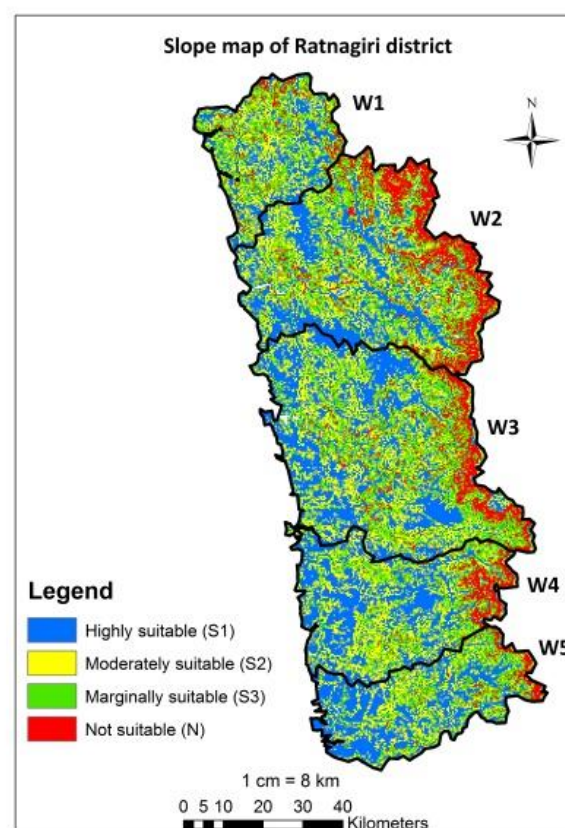 Slope map of Ratnagiri district
W1
N
W2
W3
W4
W5
Legend
Highly suitable (S1)
Moderately suitable (S2)
Marginally suitable (S3)
Not suitable (N)
1 cm = 8 km
0 5 10 20 30 40
Kilometers